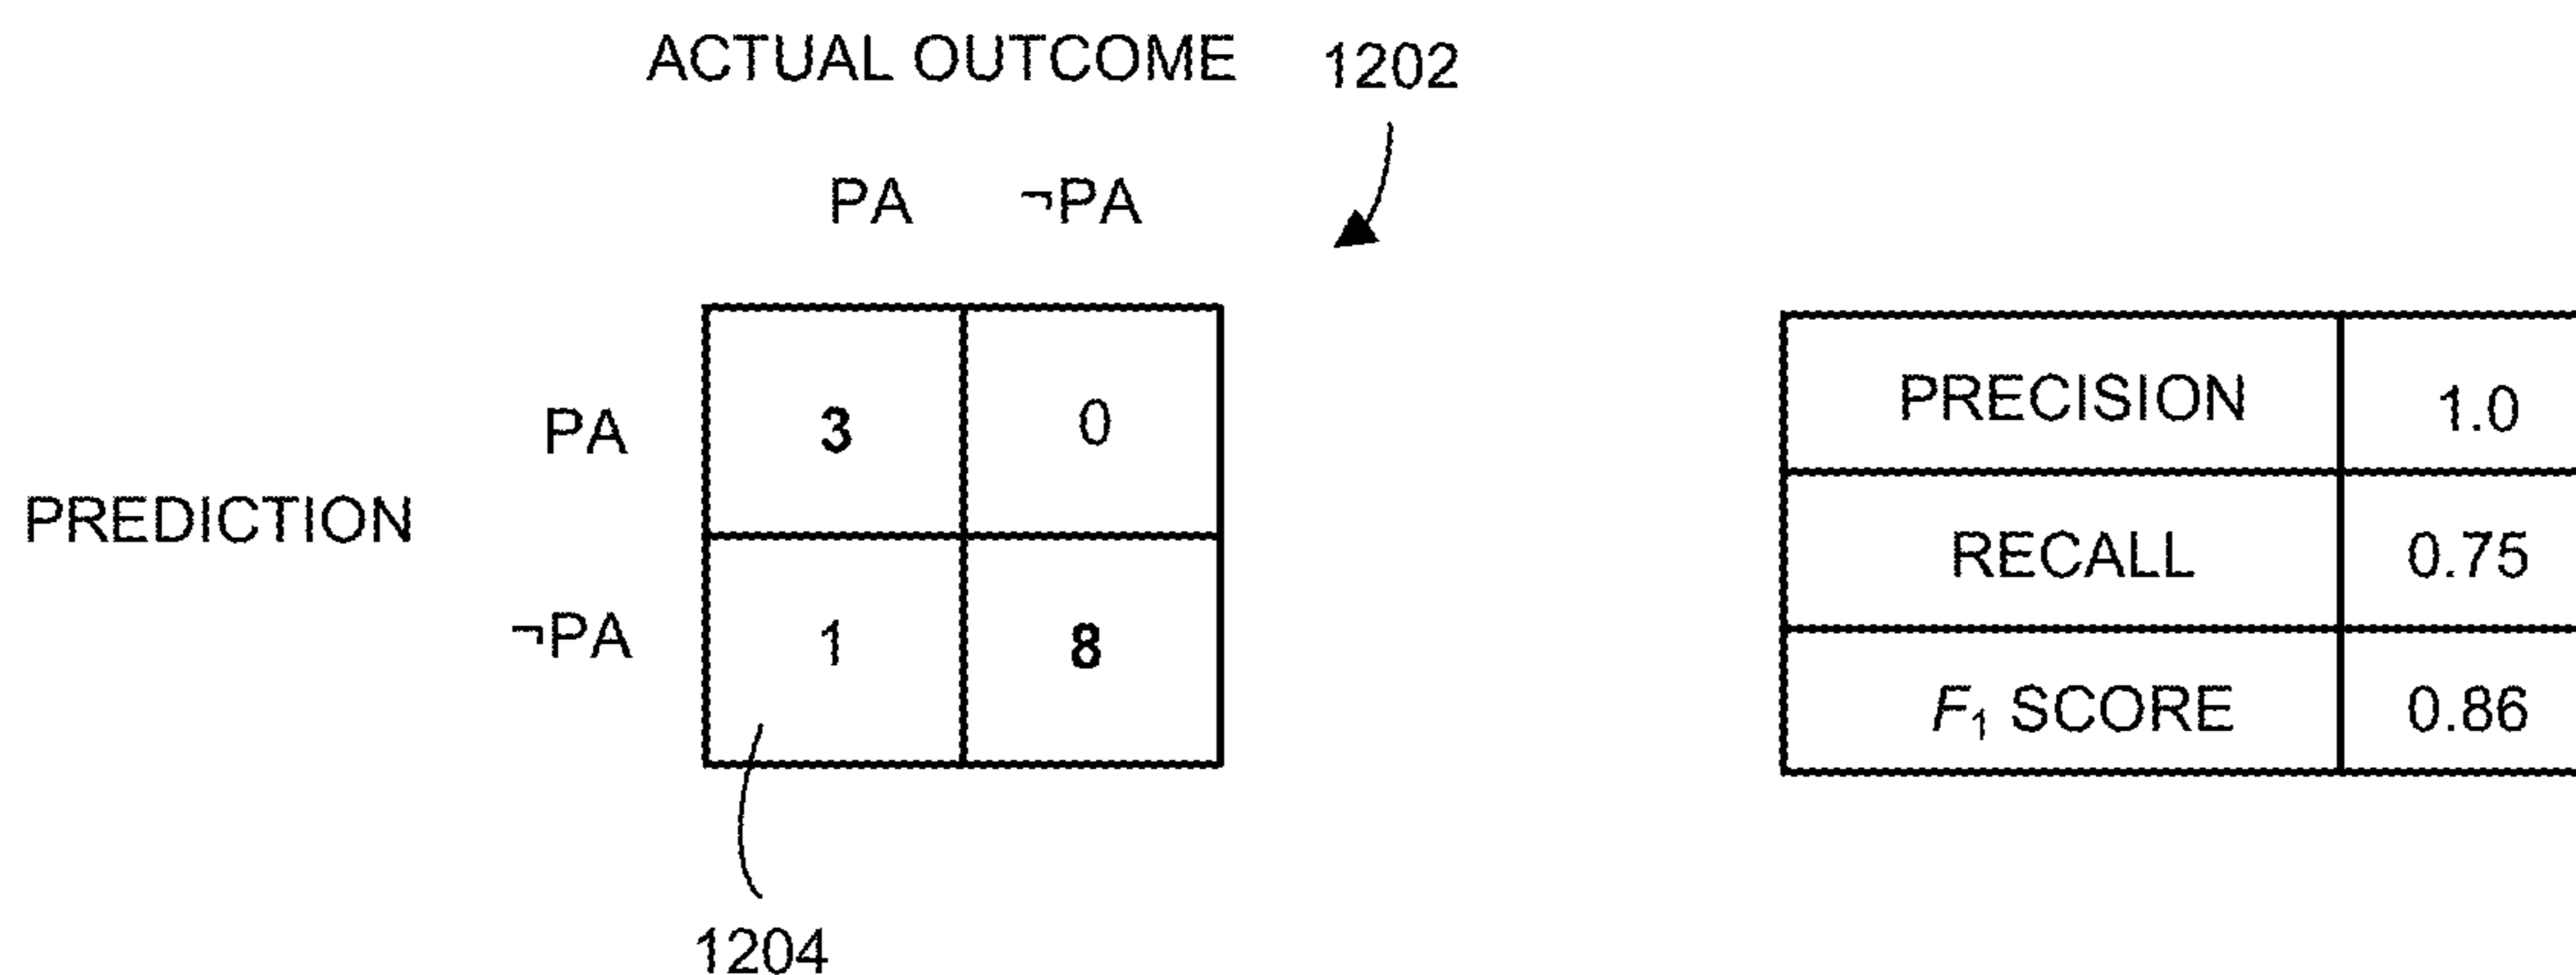 ACTUAL OUTCOME 1202
PA ¬PA
PA 3 0
PREDICTION
¬PA 1 8
1204
PRECISION 1.0
RECALL 0.75
F₁ SCORE 0.86